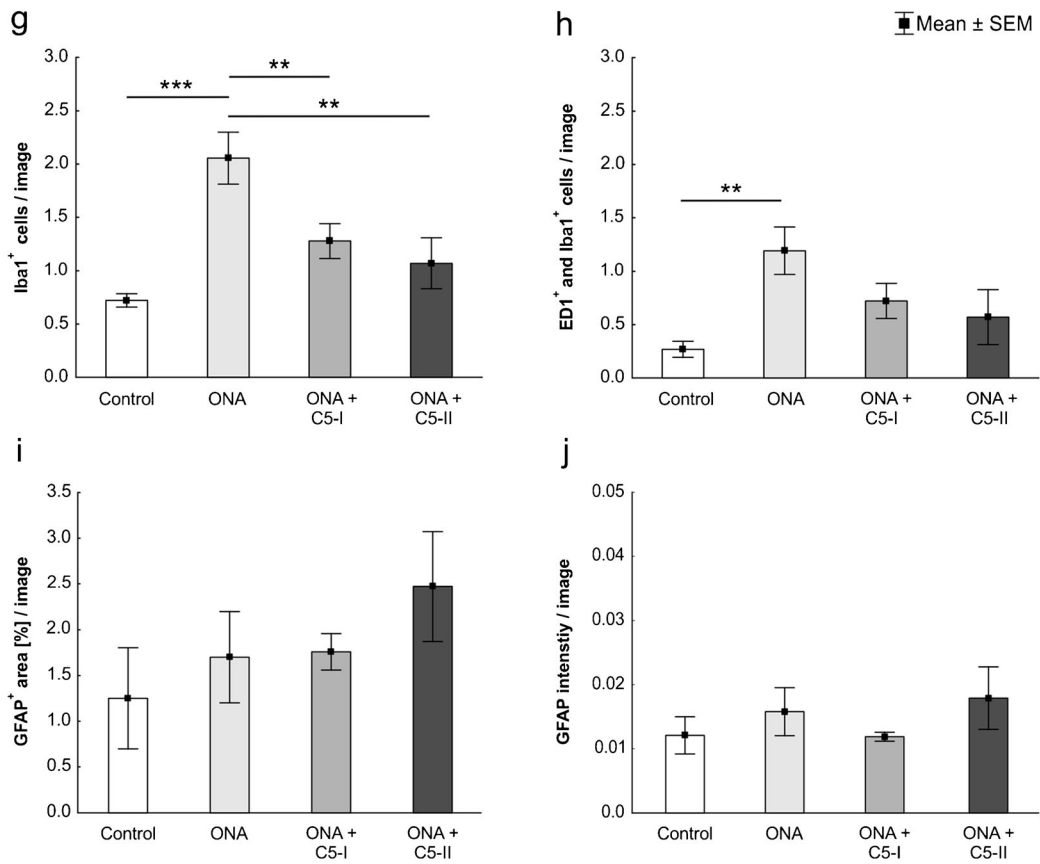 g
h
Mean ± SEM
3.0
2.5
2.0
1.5
1.0
0.5
0.0
Iba1⁺ cells / image
***
**
**
Control
ONA
ONA +
C5-I
ONA +
C5-II
3.0
2.5
2.0
1.5
1.0
0.5
0.0
ED1⁺ and Iba1⁺ cells / image
**
Control
ONA
ONA +
C5-I
ONA +
C5-II
i
j
3.5
3.0
2.5
2.0
1.5
1.0
0.5
0.0
GFAP⁺ area [%] / image
Control
ONA
ONA +
C5-I
ONA +
C5-II
0.05
0.04
0.03
0.02
0.01
0.0
GFAP intenstiy / image
Control
ONA
ONA +
C5-I
ONA +
C5-II